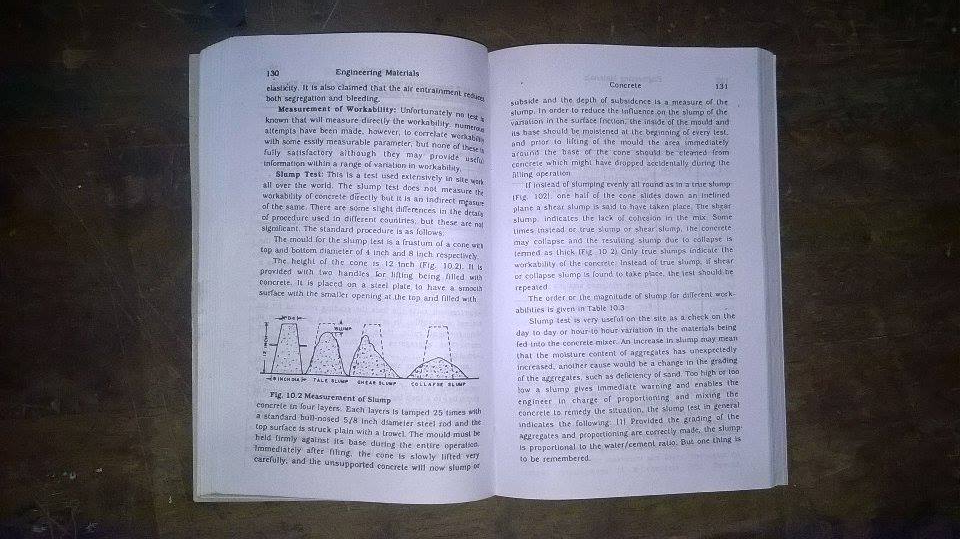 130 Engineering Materials
elasticity. It is also claimed that the air entrainment reduces
both segregation and bleeding.
Measurement of Workability: Unfortunately no test is
known that will measure directly the workability, numerous
attempts have been made, however, to correlate workability
with some essily measurable parameter, but none of these is
fully satisfactory although they may provide useful
information within a range of variation in workability.
Slump Test: This is a test used extensively in site work
all over the world. The slump test does not measure the
workability of concrete directly but it is an indirect measure
of the same. There are some slight differences in the details
of procedure used in different countries, but these are not
significant. The standard procedure is as follows:
The mould for the slump test is a frustum of a cone with
top and bottom diameter of 4 inch and 8 inch respectively.
The height of the cone is 12 inch (Fig. 10.2). It is
provided with two handles for lifting being filled with
concrete. It is placed on a steel plate to have a smooth
surface with the smaller opening at the top and filled with
SLUMP
12 INCH
8 INCH DIA TALE SLUMP SHEAR SLUMP COLLAPSE SLUMP
Fig. 10.2 Measurement of Slump
concrete in four layers. Each layers is tamped 25 times with
a standard bull-nosed 5/8 inch diameter steel rod and the
top surface is struck plain with a trowel. The mould must be
held firmly against its base during the entire operation.
Immediately after filing, the cone is slowly lifted very
carefully, and the unsupported concrete will now slump or
Concrete 131
subside and the depth of subsidence is a measure of the
slump. In order to reduce the influence on the slump of the
variation in the surface friction, the inside of the mould and
its base should be moistened at the beginning of every test,
and prior to lifting of the mould the area immediately
around the base of the cone should be cleaned from
concrete which might have dropped accidentally during the
filling operation.
If instead of slumping evenly all round as in a true slump
(Fig. 102), one half of the cone slides down an inclined
plane a shear slump is said to have taken place. The shear
slump, indicates the lack of cohesion in the mix. Some
times instead or true slump or shear slump, the concrete
may collapse and the resulting slump due to collapse is
termed as thick (Fig. 10.2) Only true slumps indicate the
workability of the concrete. Instead of true slump, if shear
or collapse slump is found to take place, the test should be
repeated.
The order or the magnitude of slump for different work-
abilities is given in Table 10.3
Slump test is very useful on the site as a check on the
day to day or hour to hour variation in the materials being
fed into the concrete mixer. An increase in slump may mean
that the moisture content of aggregates has unexpectedly
increased, another cause would be a change in the grading
of the aggregates, such as deficiency of sand. Too high or too
low a slump gives immediate warning and enables the
engineer in charge of proportioning and mixing the
concrete to remedy the situation, the slump test in general
indicates the following: (1) Provided the grading of the
aggregates and proportioning are correctly made, the slump
is proportional to the water/cement ratio. But one thing is
to be remembered.